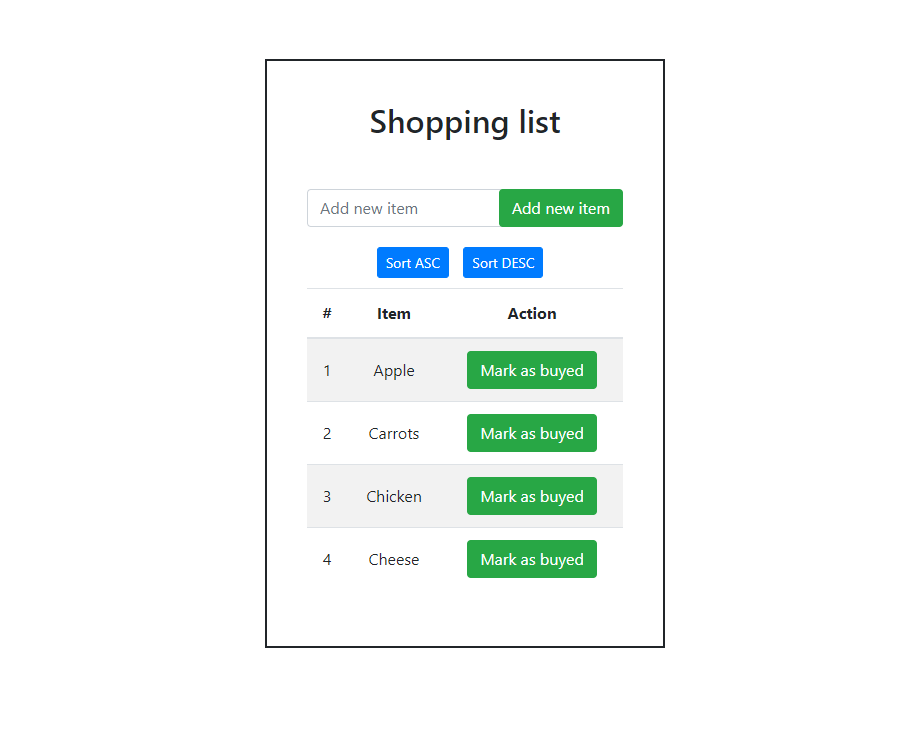 Shopping list
Add new item Add new item
Sort ASC Sort DESC
# Item Action
1 Apple Mark as buyed
2 Carrots Mark as buyed
3 Chicken Mark as buyed
4 Cheese Mark as buyed